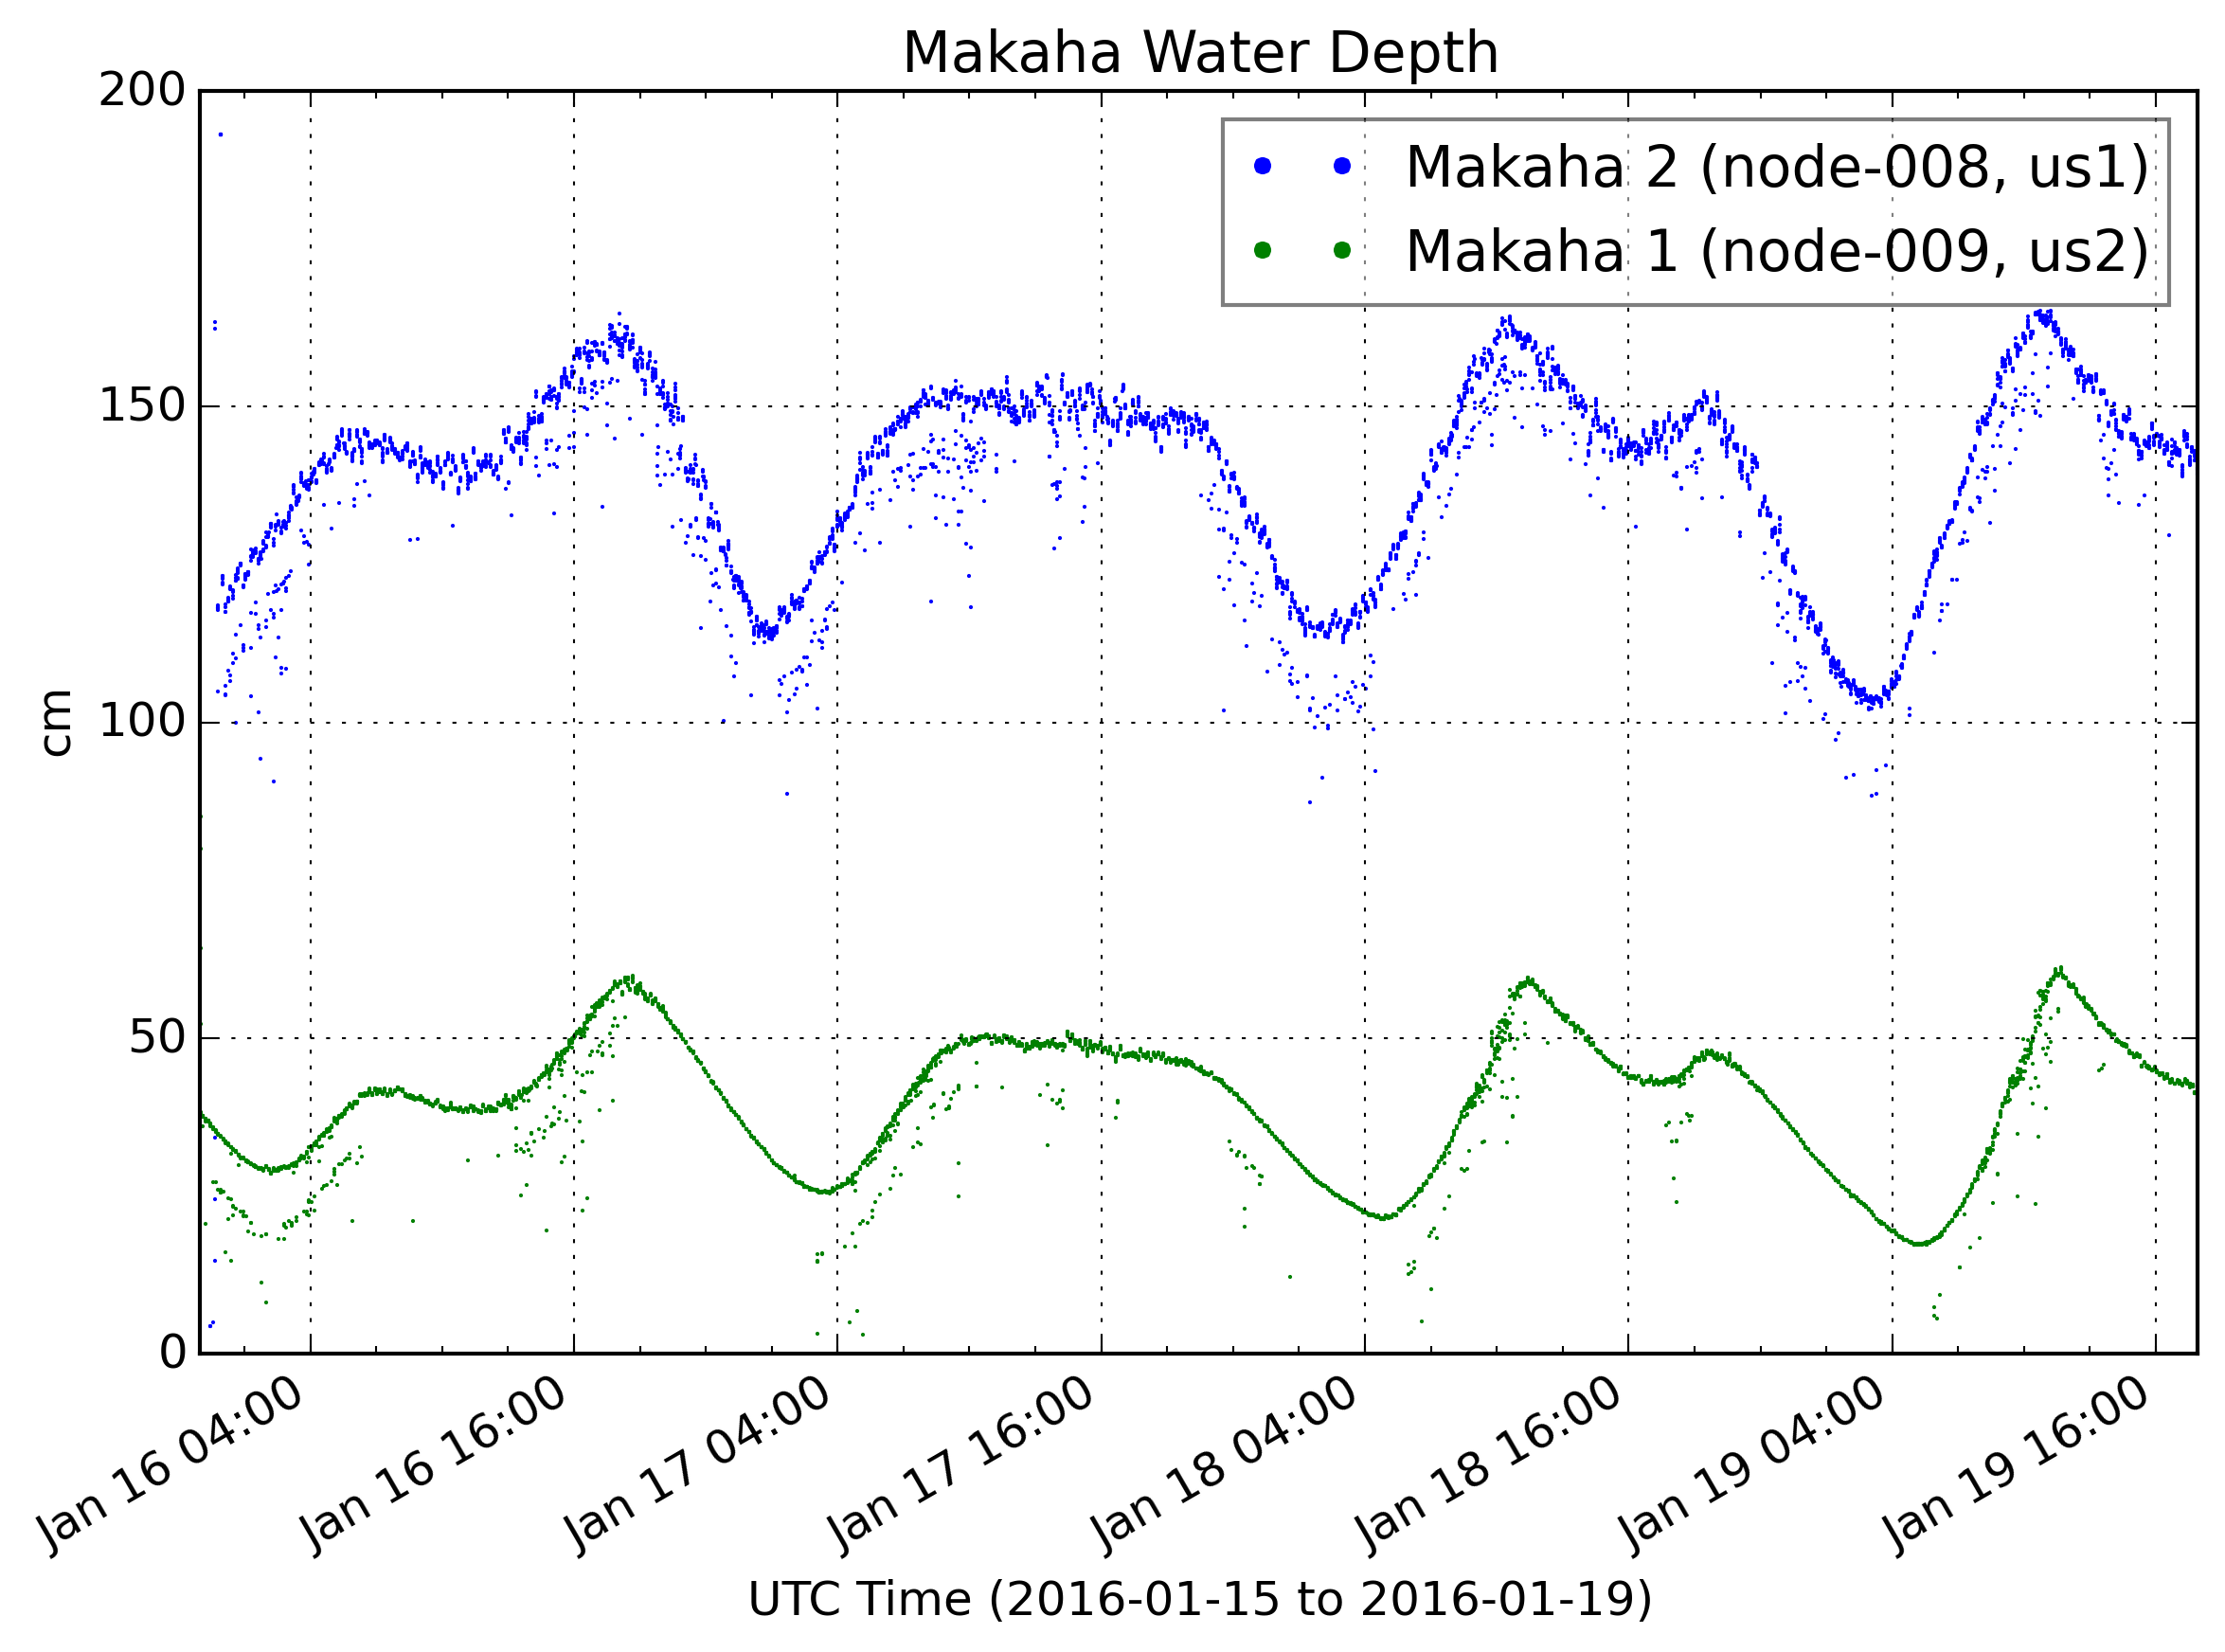 Makaha Water Depth
200
150
100
50
0
cm
Makaha 2 (node-008, us1)
Makaha 1 (node-009, us2)
Jan 16 04:00
Jan 16 16:00
Jan 17 04:00
Jan 17 16:00
Jan 18 04:00
Jan 18 16:00
Jan 19 04:00
Jan 19 16:00
UTC Time (2016-01-15 to 2016-01-19)